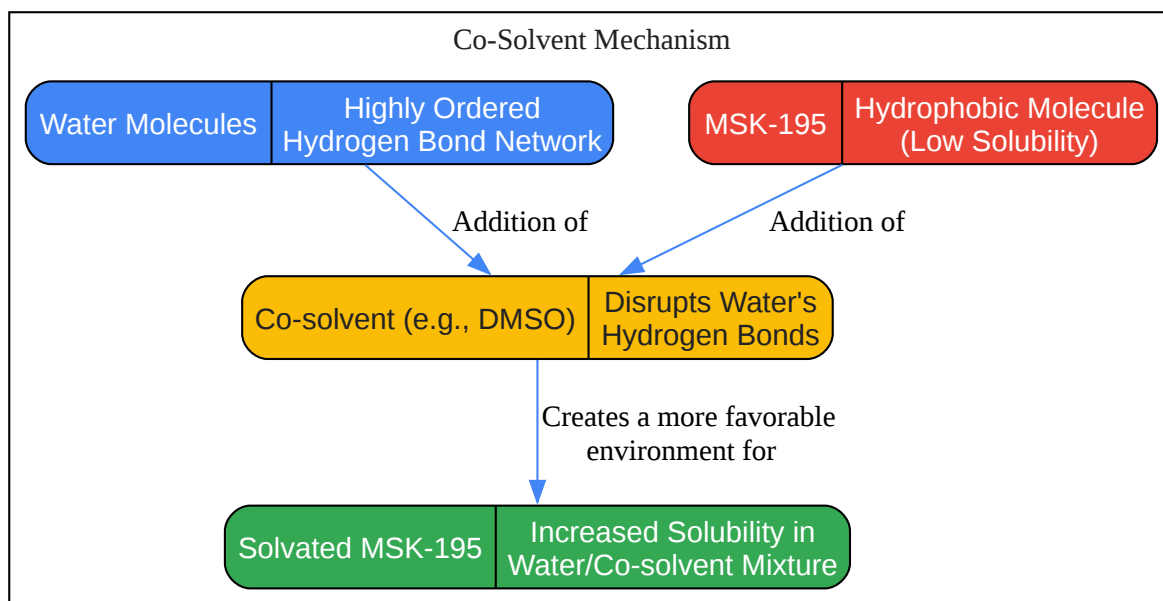 Co-Solvent Mechanism
Water Molecules
Highly Ordered
Hydrogen Bond Network
MSK-195
Hydrophobic Molecule
(Low Solubility)
Addition of
Addition of
Co-solvent (e.g., DMSO)
Disrupts Water's
Hydrogen Bonds
Creates a more favorable
environment for
Solvated MSK-195
Increased Solubility in
Water/Co-solvent Mixture